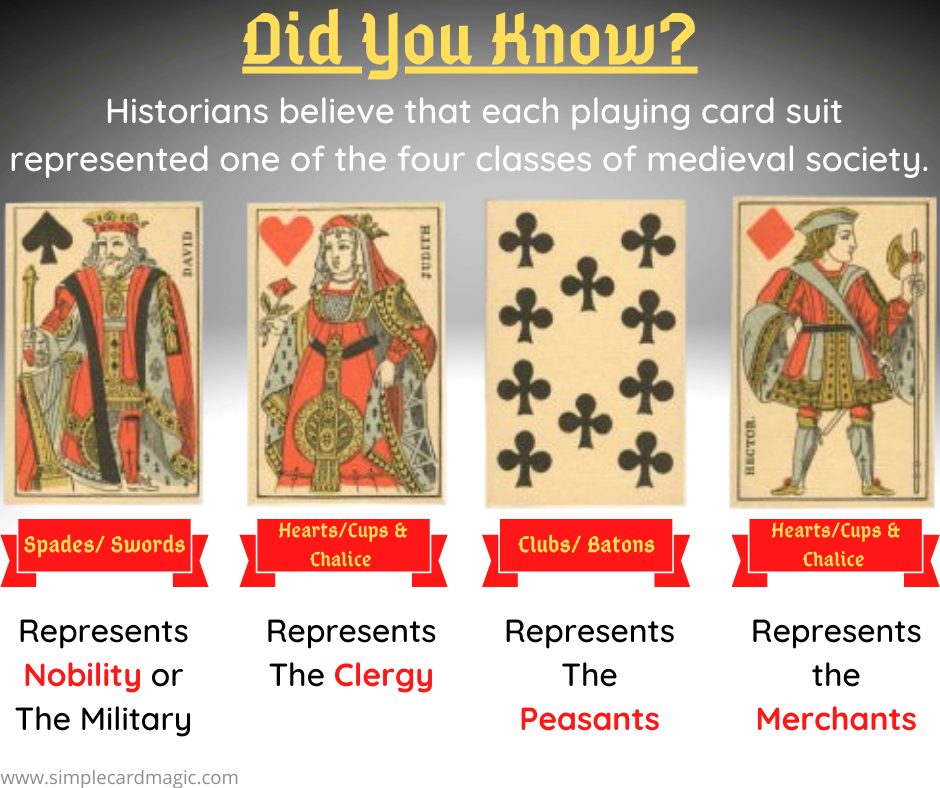 Did You Know?
Historians believe that each playing card suit
represented one of the four classes of medieval society.
DAVID
JUDITH
HECTOR.
Spades/ Swords
Hearts/Cups &
Chalice
Clubs/ Batons
Hearts/Cups &
Chalice
Represents
Nobility or
The Military
Represents
The Clergy
Represents
The
Peasants
Represents
the
Merchants
www.simplecardmagic.com